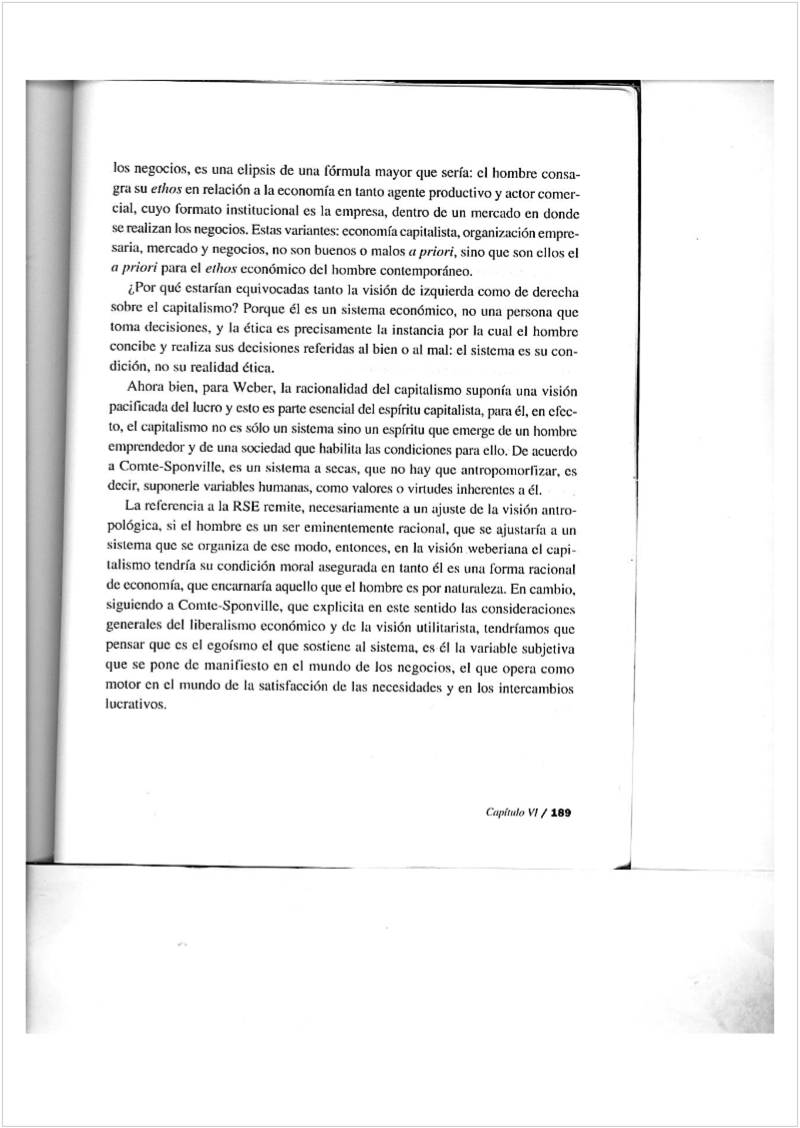 los negocios, es una elipsis de una fórmula mayor que sería: el hombre consa-
gra su ethos en relación a la economía en tanto agente productivo y actor comer-
cial, cuyo formato institucional es la empresa, dentro de un mercado en donde
se realizan los negocios. Estas variantes: economía capitalista, organización empre-
saria, mercado y negocios, no son buenos o malos a priori, sino que son ellos el
a priori para el ethos económico del hombre contemporáneo.
¿Por qué estarían equivocadas tanto la visión de izquierda como de derecha
sobre el capitalismo? Porque él es un sistema económico, no una persona que
toma decisiones, y la ética es precisamente la instancia por la cual el hombre
concibe y realiza sus decisiones referidas al bien o al mal: el sistema es su con-
dición, no su realidad ética.
Ahora bien, para Weber, la racionalidad del capitalismo suponía una visión
pacificada del lucro y esto es parte esencial del espíritu capitalista, para él, en efec-
to, el capitalismo no es sólo un sistema sino un espíritu que emerge de un hombre
emprendedor y de una sociedad que habilita las condiciones para ello. De acuerdo
a Comte-Sponville, es un sistema a secas, que no hay que antropomorfizar, es
decir, suponerle variables humanas, como valores o virtudes inherentes a él.
La referencia a la RSE remite, necesariamente a un ajuste de la visión antro-
pológica, si el hombre es un ser eminentemente racional, que se ajustaría a un
sistema que se organiza de ese modo, entonces, en la visión weberiana el capi-
talismo tendría su condición moral asegurada en tanto él es una forma racional
de economía, que encarnaría aquello que el hombre es por naturaleza. En cambio,
siguiendo a Comte-Sponville, que explicita en este sentido las consideraciones
generales del liberalismo económico y de la visión utilitarista, tendríamos que
pensar que es el egoísmo el que sostiene al sistema, es él la variable subjetiva
que se pone de manifiesto en el mundo de los negocios, el que opera como
motor en el mundo de la satisfacción de las necesidades y en los intercambios
lucrativos.
Capítulo VI / 189